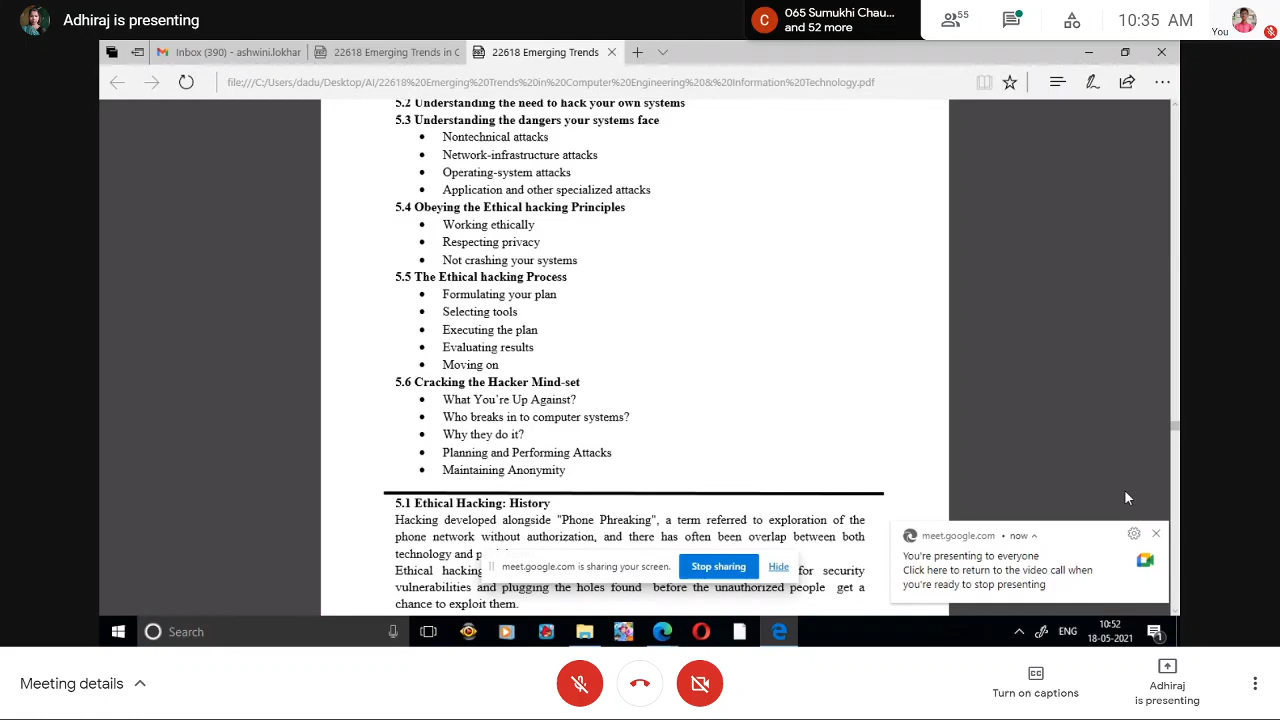 Adhiraj is presenting
C
065 Sumukhi Chau...
and 52 more
55
10:35 AM
You
Inbox (390) - ashwini.lokhar
22618 Emerging Trends in C
22618 Emerging Trends
file:///C:/Users/dadu/Desktop/AI/22618%20Emerging%20Trends%20in%20Computer%20Engineering%20&%20Information%20Technology.pdf
5.2 Understanding the need to hack your own systems
5.3 Understanding the dangers your systems face
• Nontechnical attacks
• Network-infrastructure attacks
• Operating-system attacks
• Application and other specialized attacks
5.4 Obeying the Ethical hacking Principles
• Working ethically
• Respecting privacy
• Not crashing your systems
5.5 The Ethical hacking Process
• Formulating your plan
• Selecting tools
• Executing the plan
• Evaluating results
• Moving on
5.6 Cracking the Hacker Mind-set
• What You're Up Against?
• Who breaks in to computer systems?
• Why they do it?
• Planning and Performing Attacks
• Maintaining Anonymity
5.1 Ethical Hacking: History
Hacking developed alongside "Phone Phreaking", a term referred to exploration of the
phone network without authorization, and there has often been overlap between both
technology and
Ethical hacking for security
vulnerabilities and plugging the holes found before the unauthorized people get a
chance to exploit them.
meet.google.com is sharing your screen.
Stop sharing
Hide
meet.google.com • now
You're presenting to everyone
Click here to return to the video call when
you're ready to stop presenting
Search
ENG
10:52
18-05-2021
1
Meeting details
Turn on captions
Adhiraj
is presenting